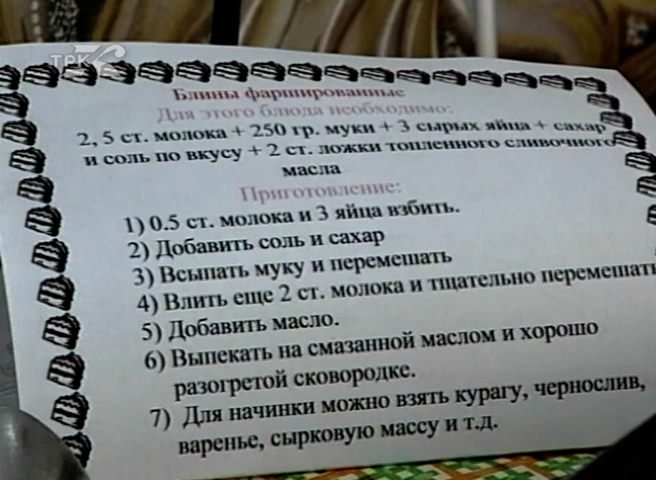 ТРК
Блины фаршированные
Для этого блюда необходимо:
2, 5 ст. молока + 250 гр. муки + 3 сырых яйца + сахар
и соль по вкусу + 2 ст. ложки топленного сливочного
масла
Приготовление:
1) 0.5 ст. молока и 3 яйца взбить.
2) Добавить соль и сахар
3) Всыпать муку и перемешать
4) Влить еще 2 ст. молока и тщательно перемешать
5) Добавить масло.
6) Выпекать на смазанной маслом и хорошо
разогретой сковородке.
7) Для начинки можно взять курагу, чернослив,
варенье, сырковую массу и т.д.